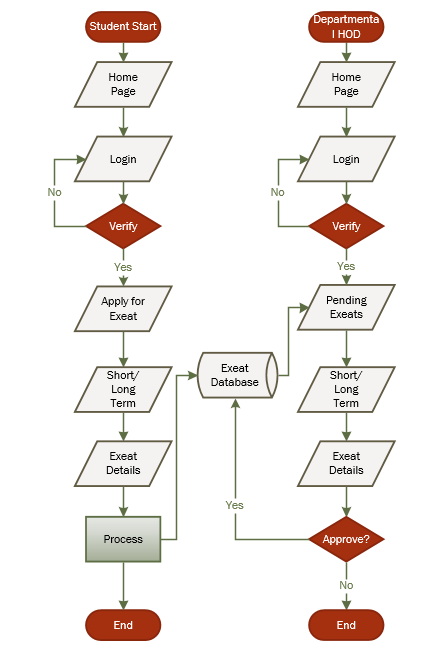 Student Start
Home
Page
Login
No
Verify
Yes
Apply for
Exeat
Short/
Long
Term
Exeat
Details
Process
End
Exeat
Database
Yes
Departmenta
l HOD
Home
Page
Login
No
Verify
Yes
Pending
Exeats
Short/
Long
Term
Exeat
Details
Approve?
No
End